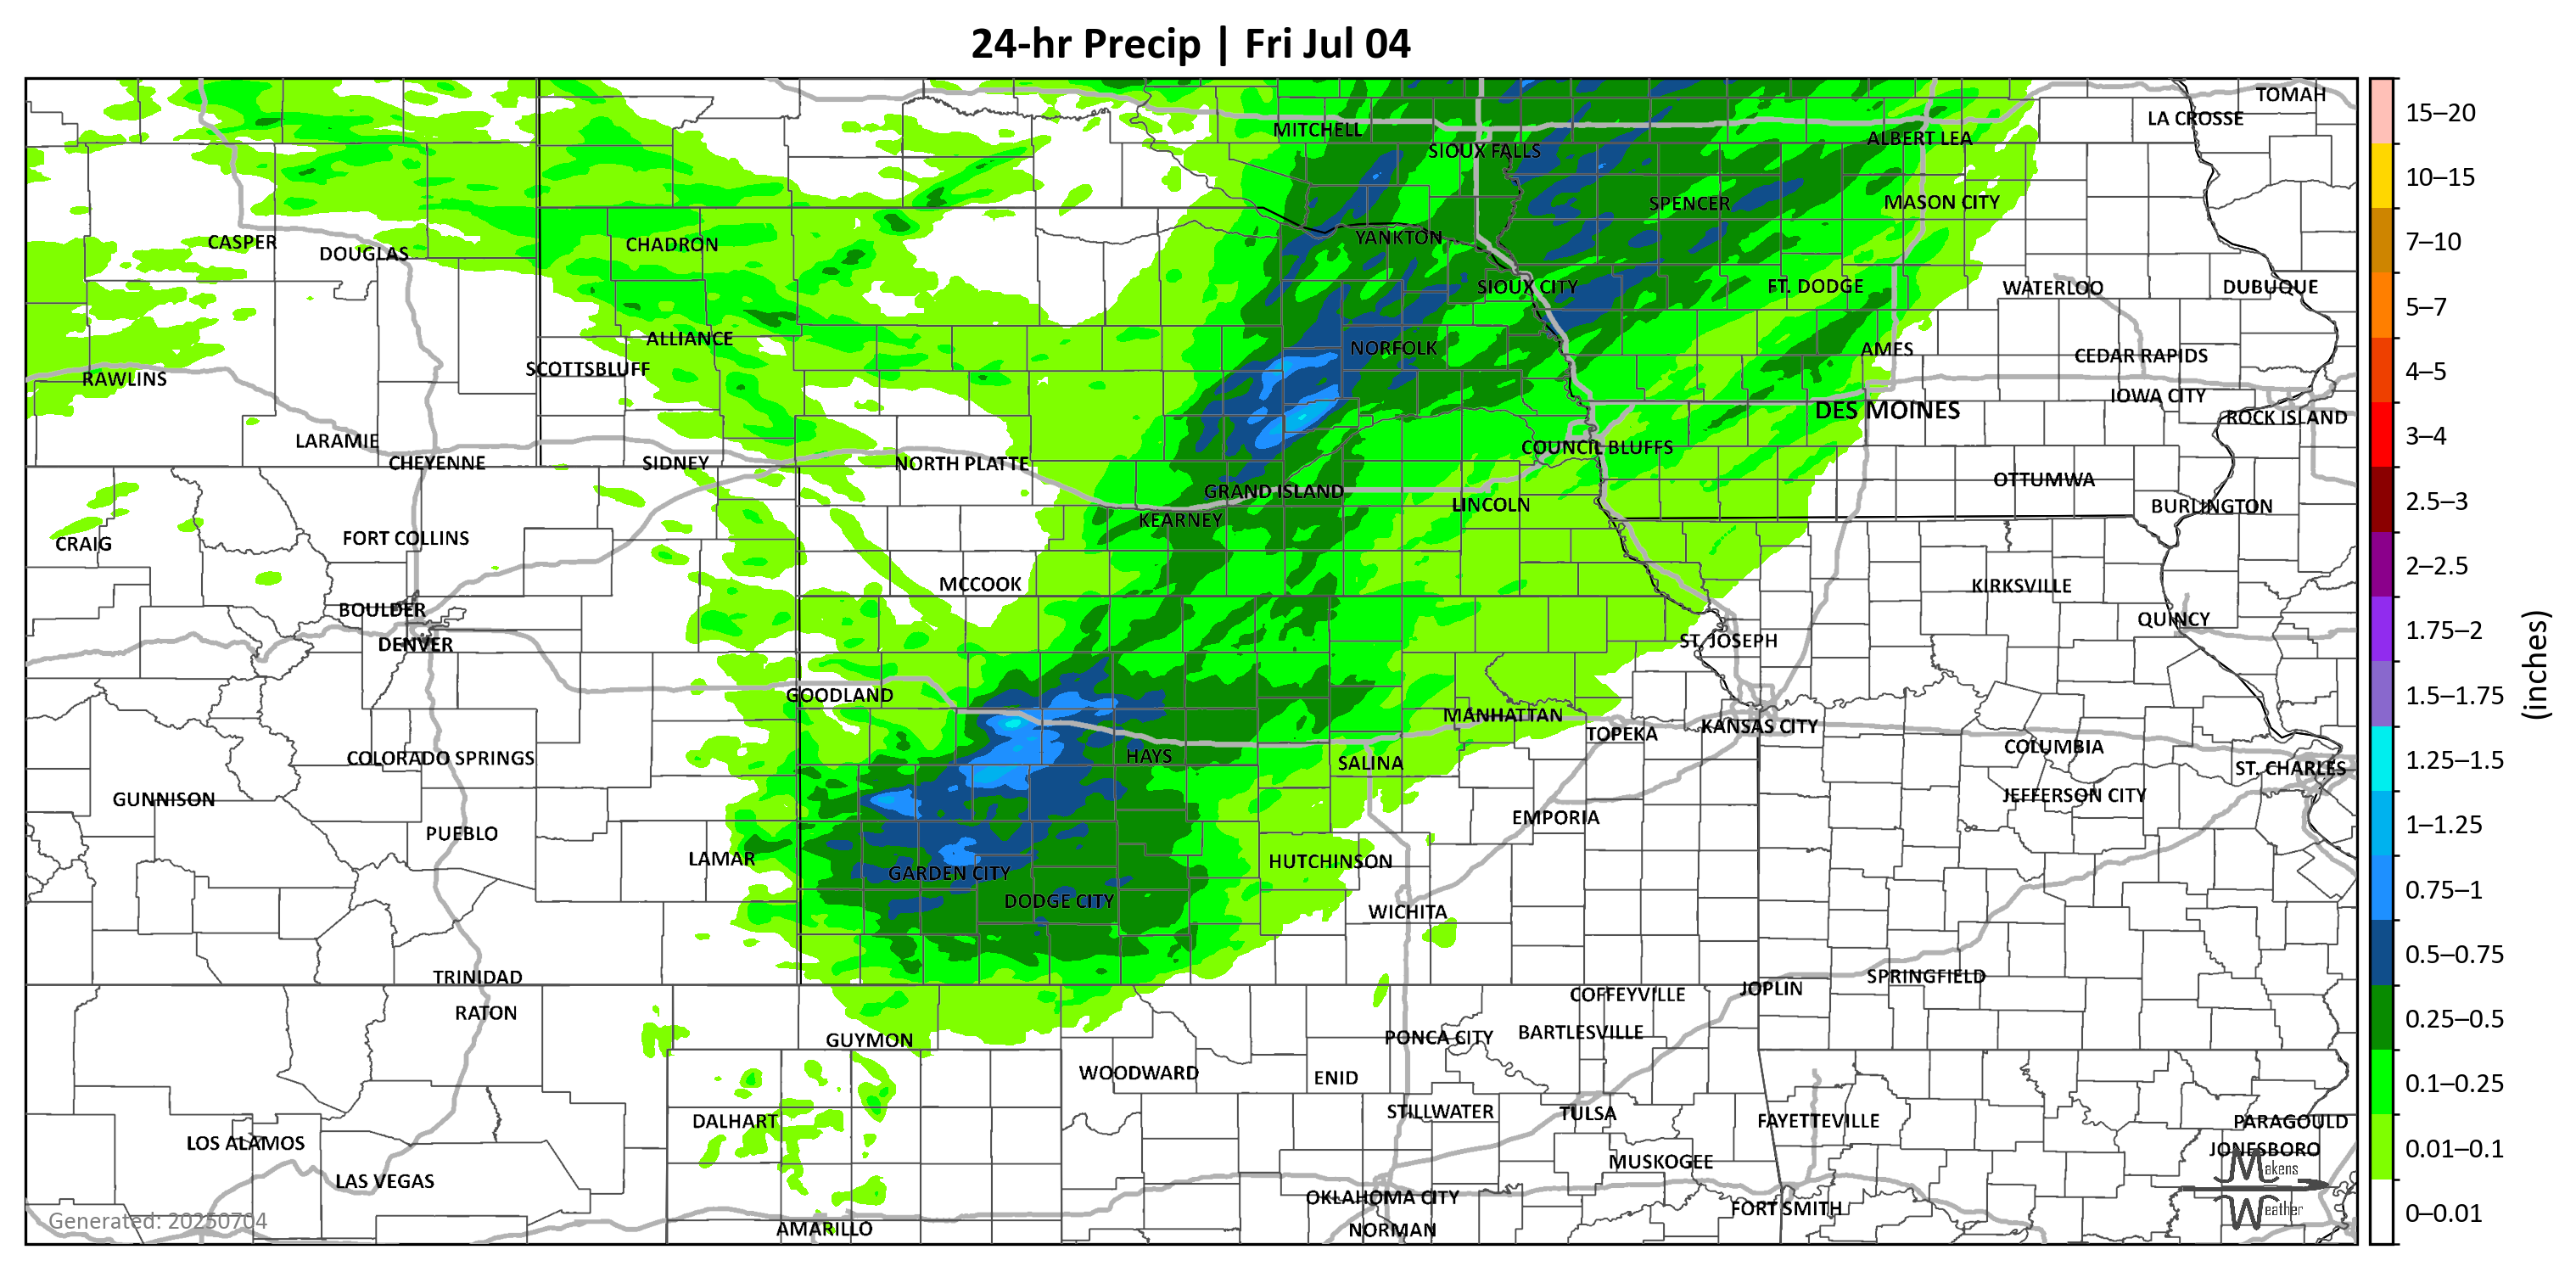 24-hr Precip | Fri Jul 04
TOMAH
LA CROSSE
MITCHELL
ALBERT LEA
SIOUX FALLS
SPENCER
MASON CITY
CASPER
DOUGLAS
CHADRON
YANKTON
SIOUX CITY
FT. DODGE
WATERLOO
DUBUQUE
ALLIANCE
NORFOLK
AMES
CEDAR RAPIDS
SCOTTSBLUFF
RAWLINS
IOWA CITY
DES MOINES
ROCK ISLAND
LARAMIE
COUNCIL BLUFFS
CHEYENNE
SIDNEY
NORTH PLATTE
OTTUMWA
GRAND ISLAND
LINCOLN
BURLINGTON
KEARNEY
FORT COLLINS
CRAIG
MCCOOK
KIRKSVILLE
BOULDER
QUINCY
DENVER
ST. JOSEPH
GOODLAND
MANHATTAN
KANSAS CITY
TOPEKA
COLUMBIA
HAYS
COLORADO SPRINGS
SALINA
ST. CHARLES
GUNNISON
JEFFERSON CITY
EMPORIA
PUEBLO
LAMAR
HUTCHINSON
GARDEN CITY
DODGE CITY
WICHITA
TRINIDAD
SPRINGFIELD
JOPLIN
COFFEYVILLE
RATON
BARTLESVILLE
PONCA CITY
GUYMON
WOODWARD
ENID
STILLWATER
TULSA
DALHART
FAYETTEVILLE
PARAGOULD
LOS ALAMOS
JONESBORO
MUSKOGEE
LAS VEGAS
OKLAHOMA CITY
FORT SMITH
AMARILLO
NORMAN
Generated: 20250704
Makens
Weather
15–20
10–15
7–10
5–7
4–5
3–4
2.5–3
2–2.5
1.75–2
1.5–1.75
1.25–1.5
1–1.25
0.75–1
0.5–0.75
0.25–0.5
0.1–0.25
0.01–0.1
0–0.01
(inches)